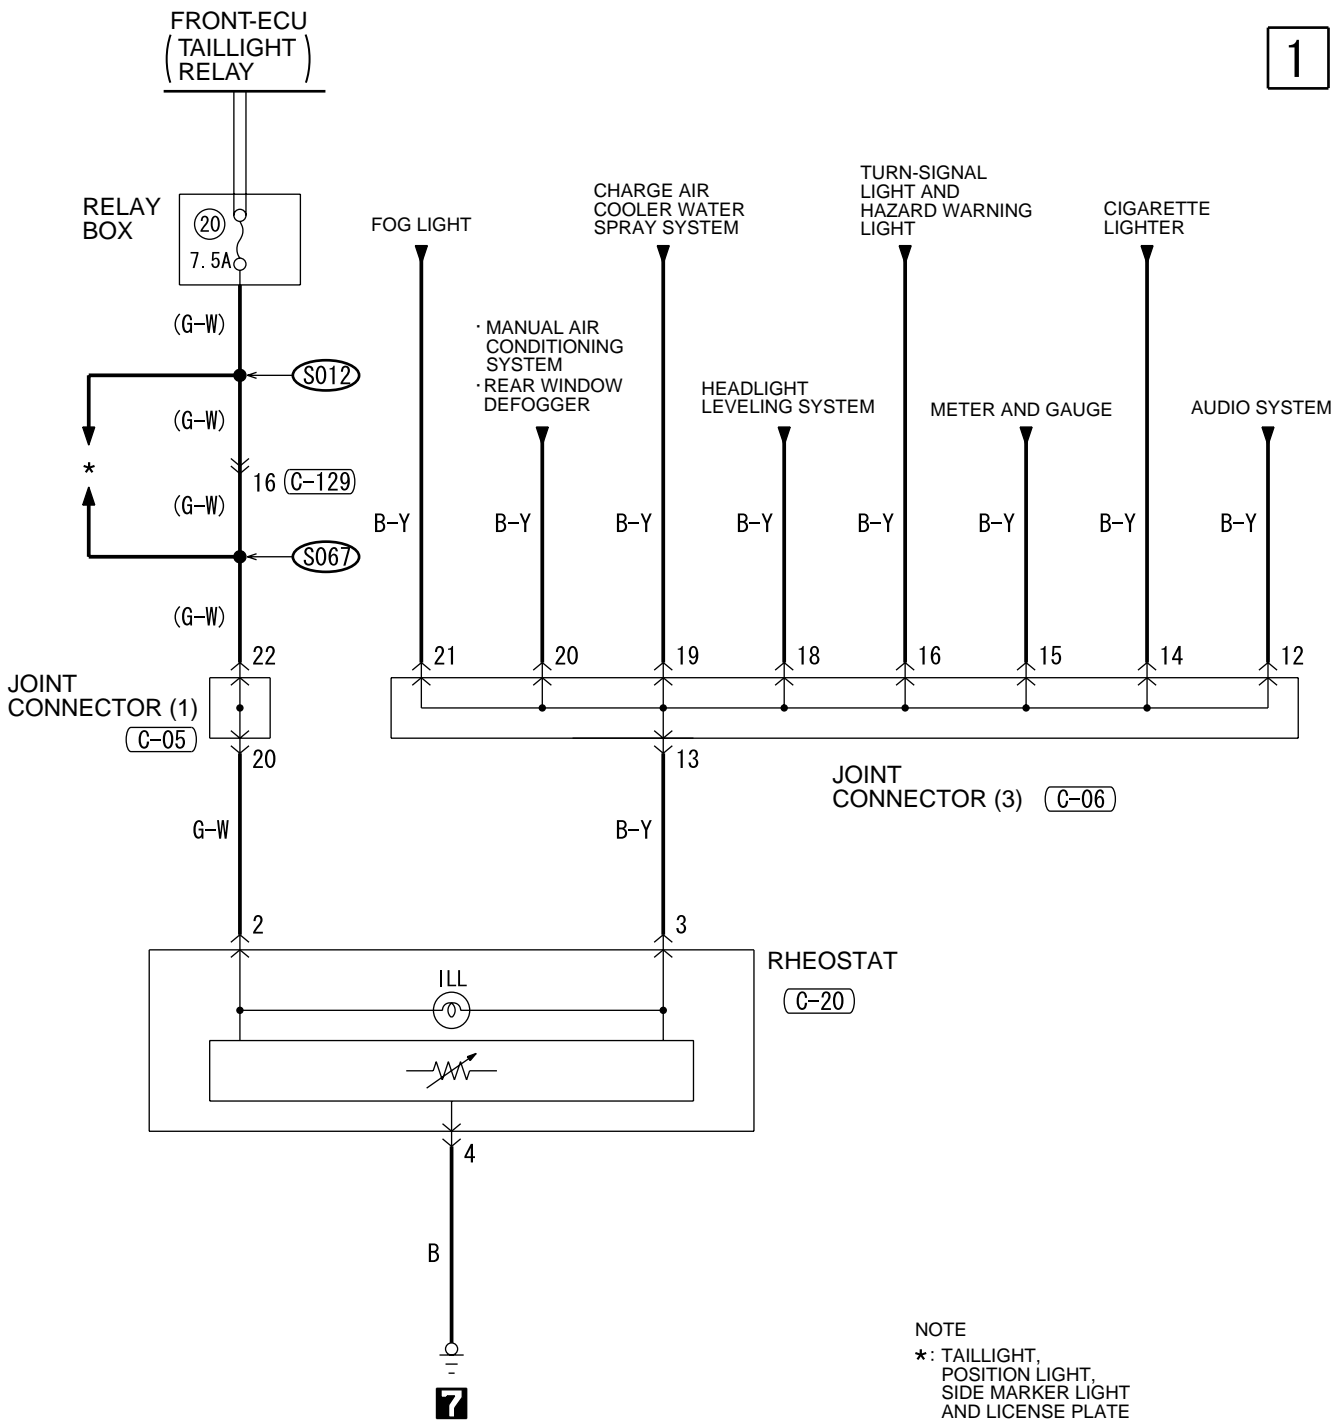 FRONT-ECU
(TAILLIGHT
RELAY)
1
RELAY
BOX
20
7.5A
FOG LIGHT
CHARGE AIR
COOLER WATER
SPRAY SYSTEM
TURN-SIGNAL
LIGHT AND
HAZARD WARNING
LIGHT
CIGARETTE
LIGHTER
· MANUAL AIR
CONDITIONING
SYSTEM
· REAR WINDOW
DEFOGGER
HEADLIGHT
LEVELING SYSTEM
METER AND GAUGE
AUDIO SYSTEM
(G-W)
S012
(G-W)
*
16 C-129
(G-W)
S067
(G-W)
B-Y B-Y B-Y B-Y B-Y B-Y B-Y B-Y
22 21 20 19 18 16 15 14 12
JOINT
CONNECTOR (1)
C-05
20 13
JOINT
CONNECTOR (3) C-06
G-W B-Y
2 3
RHEOSTAT
C-20
ILL
4
B
7
NOTE
*: TAILLIGHT,
POSITION LIGHT,
SIDE MARKER LIGHT
AND LICENSE PLATE